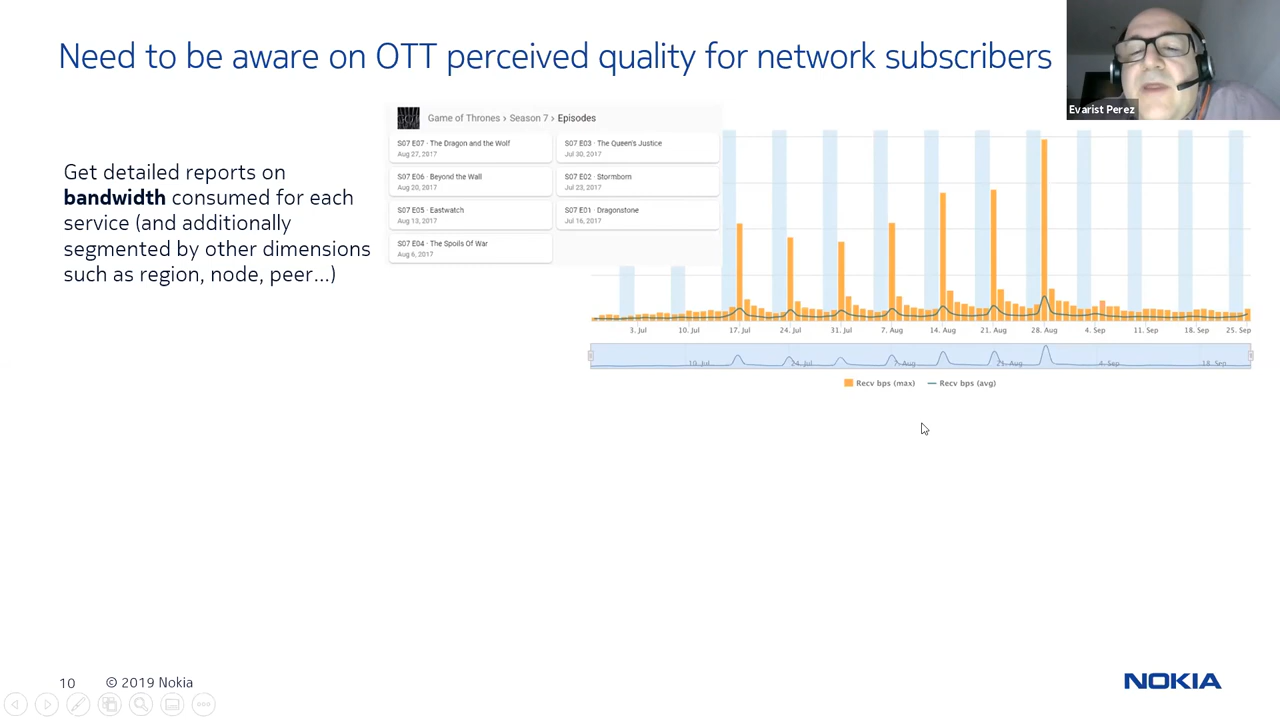 Need to be aware on OTT perceived quality for network subscribers
Evarist Perez
Get detailed reports on
bandwidth consumed for each
service (and additionally
segmented by other dimensions
such as region, node, peer...)
Game of Thrones › Season 7 › Episodes
S07 E07 · The Dragon and the Wolf
Aug 27, 2017
S07 E03 · The Queen's Justice
Jul 30, 2017
S07 E06 · Beyond the Wall
Aug 20, 2017
S07 E02 · Stormborn
Jul 23, 2017
S07 E05 · Eastwatch
Aug 13, 2017
S07 E01 · Dragonstone
Jul 16, 2017
S07 E04 · The Spoils Of War
Aug 6, 2017
3. Jul 10. Jul 17. Jul 24. Jul 31. Jul 7. Aug 14. Aug 21. Aug 28. Aug 4. Sep 11. Sep 18. Sep 25. Sep
10. Jul 24. Jul 7. Aug 21. Aug 4. Sep 18. Sep
Recv bps (max) Recv bps (avg)
10 © 2019 Nokia
NOKIA